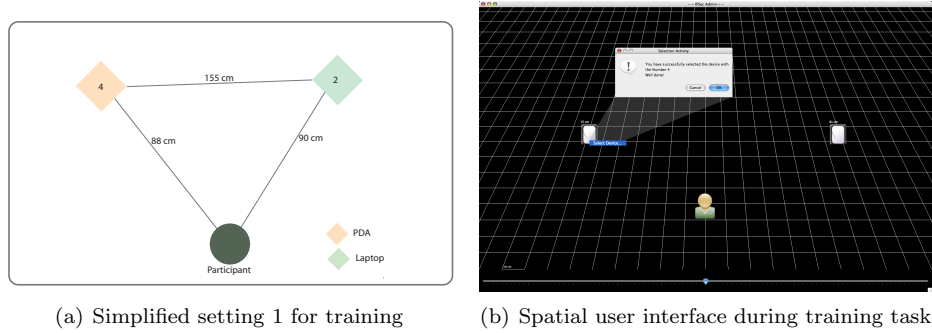 155 cm
4
2
88 cm
90 cm
PDA
Laptop
Participant
(a) Simplified setting 1 for training
Selection Activity
You have successfully selected the device with
the Number 4
Well done!
Cancel
OK
Select Device...
(b) Spatial user interface during training task